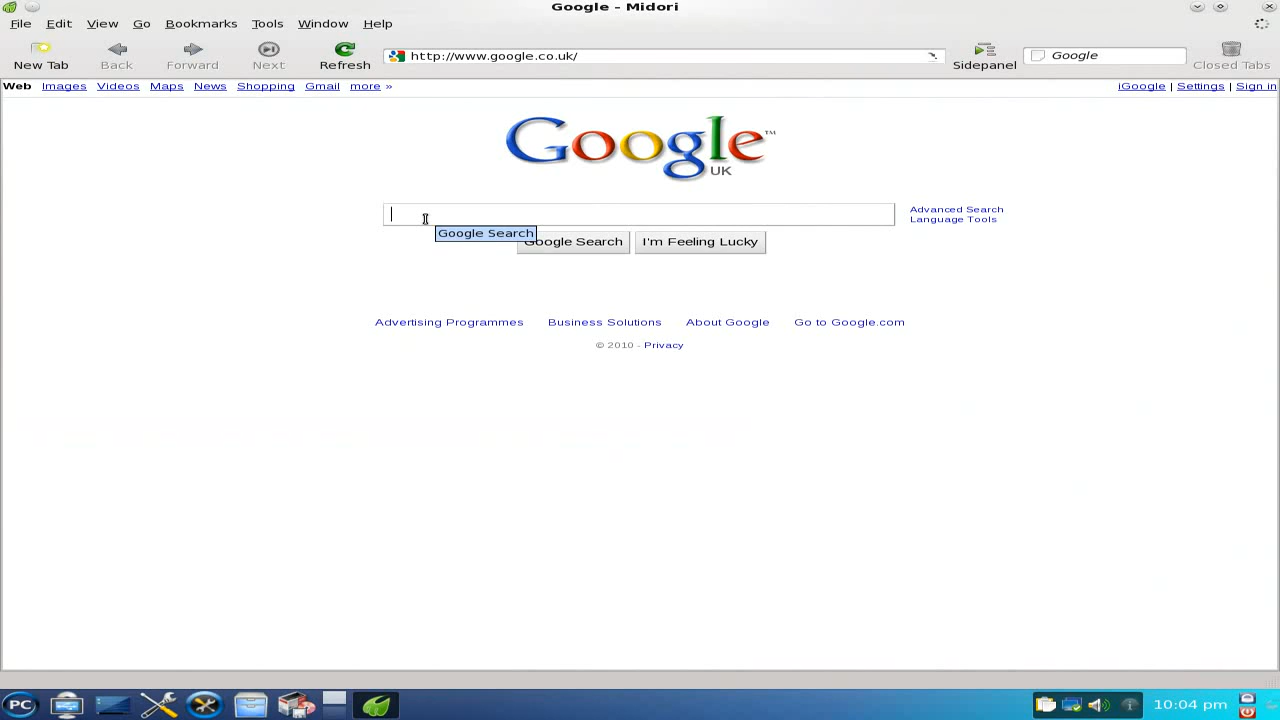 Google - Midori
File Edit View Go Bookmarks Tools Window Help
New Tab Back Forward Next Refresh http://www.google.co.uk/ Sidepanel Google Closed Tabs
Web Images Videos Maps News Shopping Gmail more » iGoogle | Settings | Sign in
Google™
UK
Advanced Search
Language Tools
Google Search
Google Search I'm Feeling Lucky
Advertising Programmes Business Solutions About Google Go to Google.com
© 2010 - Privacy
PC 10:04 pm